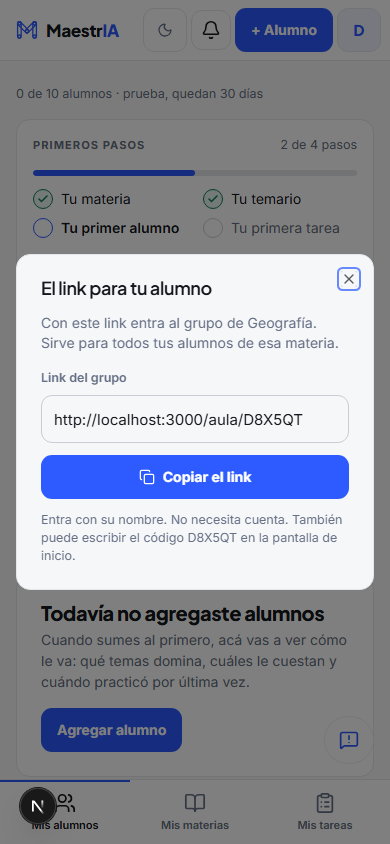 MaestrIA
+ Alumno
D
0 de 10 alumnos · prueba, quedan 30 días
PRIMEROS PASOS
2 de 4 pasos
Tu materia
Tu temario
Tu primer alumno
Tu primera tarea
El link para tu alumno
Con este link entra al grupo de Geografía.
Sirve para todos tus alumnos de esa materia.
Link del grupo
http://localhost:3000/aula/D8X5QT
Copiar el link
Entra con su nombre. No necesita cuenta. También
puede escribir el código D8X5QT en la pantalla de
inicio.
Todavía no agregaste alumnos
Cuando sumes al primero, acá vas a ver cómo
le va: qué temas domina, cuáles le cuestan y
cuándo practicó por última vez.
Agregar alumno
N
Mis alumnos
Mis materias
Mis tareas